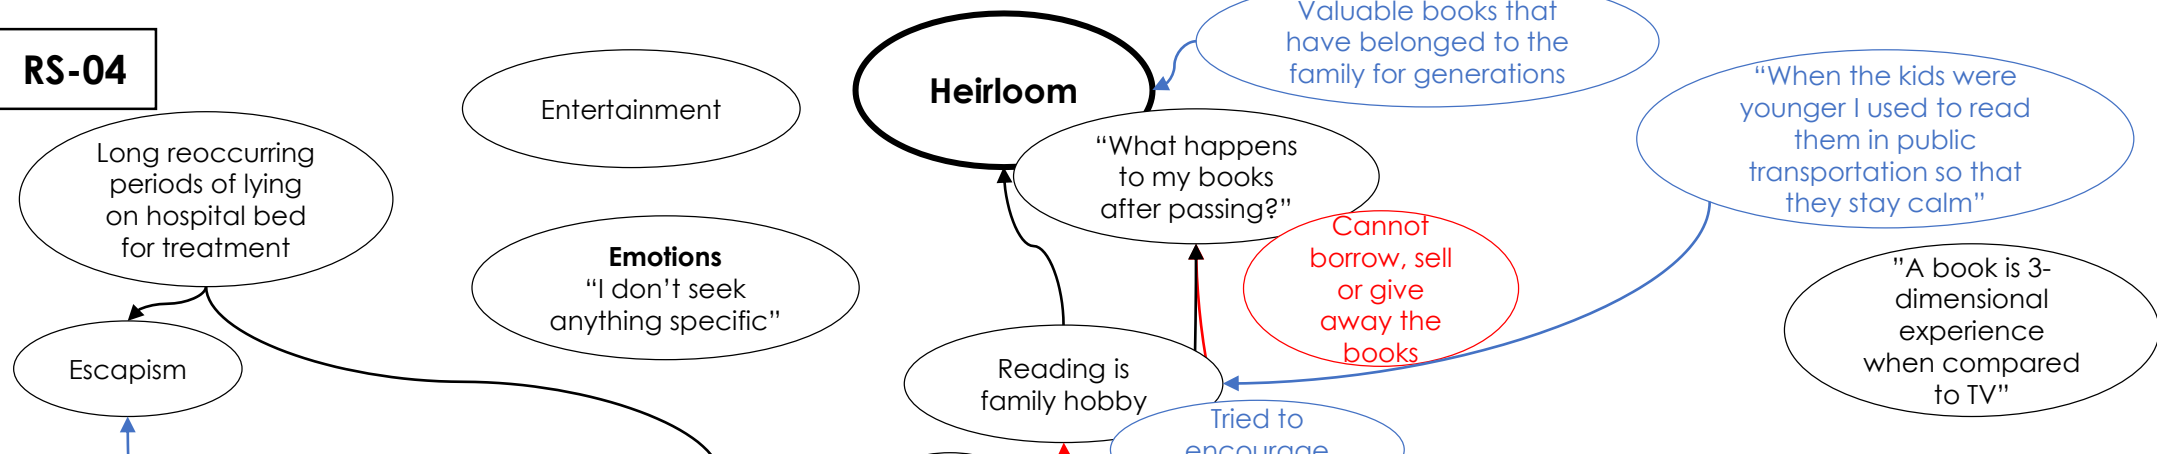 RS-04
Long reoccurring
periods of lying
on hospital bed
for treatment
Escapism
Entertainment
Emotions
“I don’t seek
anything specific”
Heirloom
Valuable books that
have belonged to the
family for generations
“What happens
to my books
after passing?”
Cannot
borrow, sell
or give
away the
books
Reading is
family hobby
Tried to
encourage
“When the kids were
younger I used to read
them in public
transportation so that
they stay calm”
”A book is 3-
dimensional
experience
when compared
to TV”